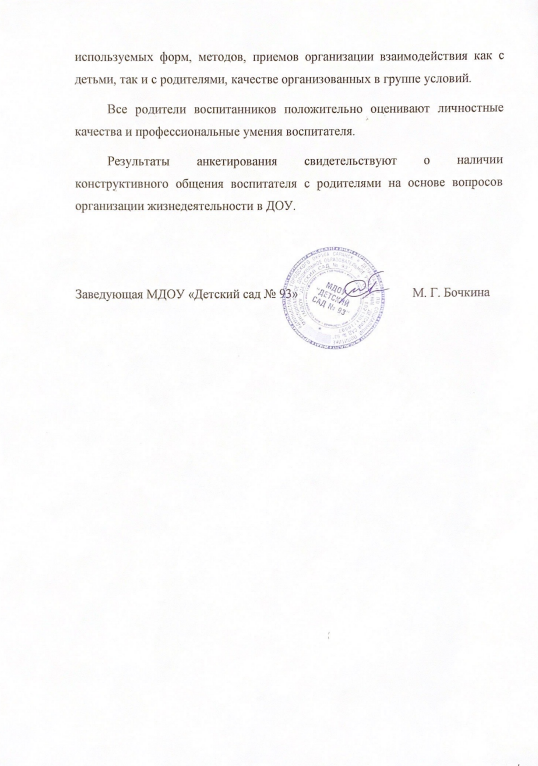 используемых форм, методов, приемов организации взаимодействия как с
детьми, так и с родителями, качестве организованных в группе условий.
Все родители воспитанников положительно оценивают личностные
качества и профессиональные умения воспитателя.
Результаты анкетирования свидетельствуют о наличии
конструктивного общения воспитателя с родителями на основе вопросов
организации жизнедеятельности в ДОУ.
Заведующая МДОУ «Детский сад № 93»
М. Г. Бочкина
МДОУ
"ДЕТСКИЙ
САД № 93"